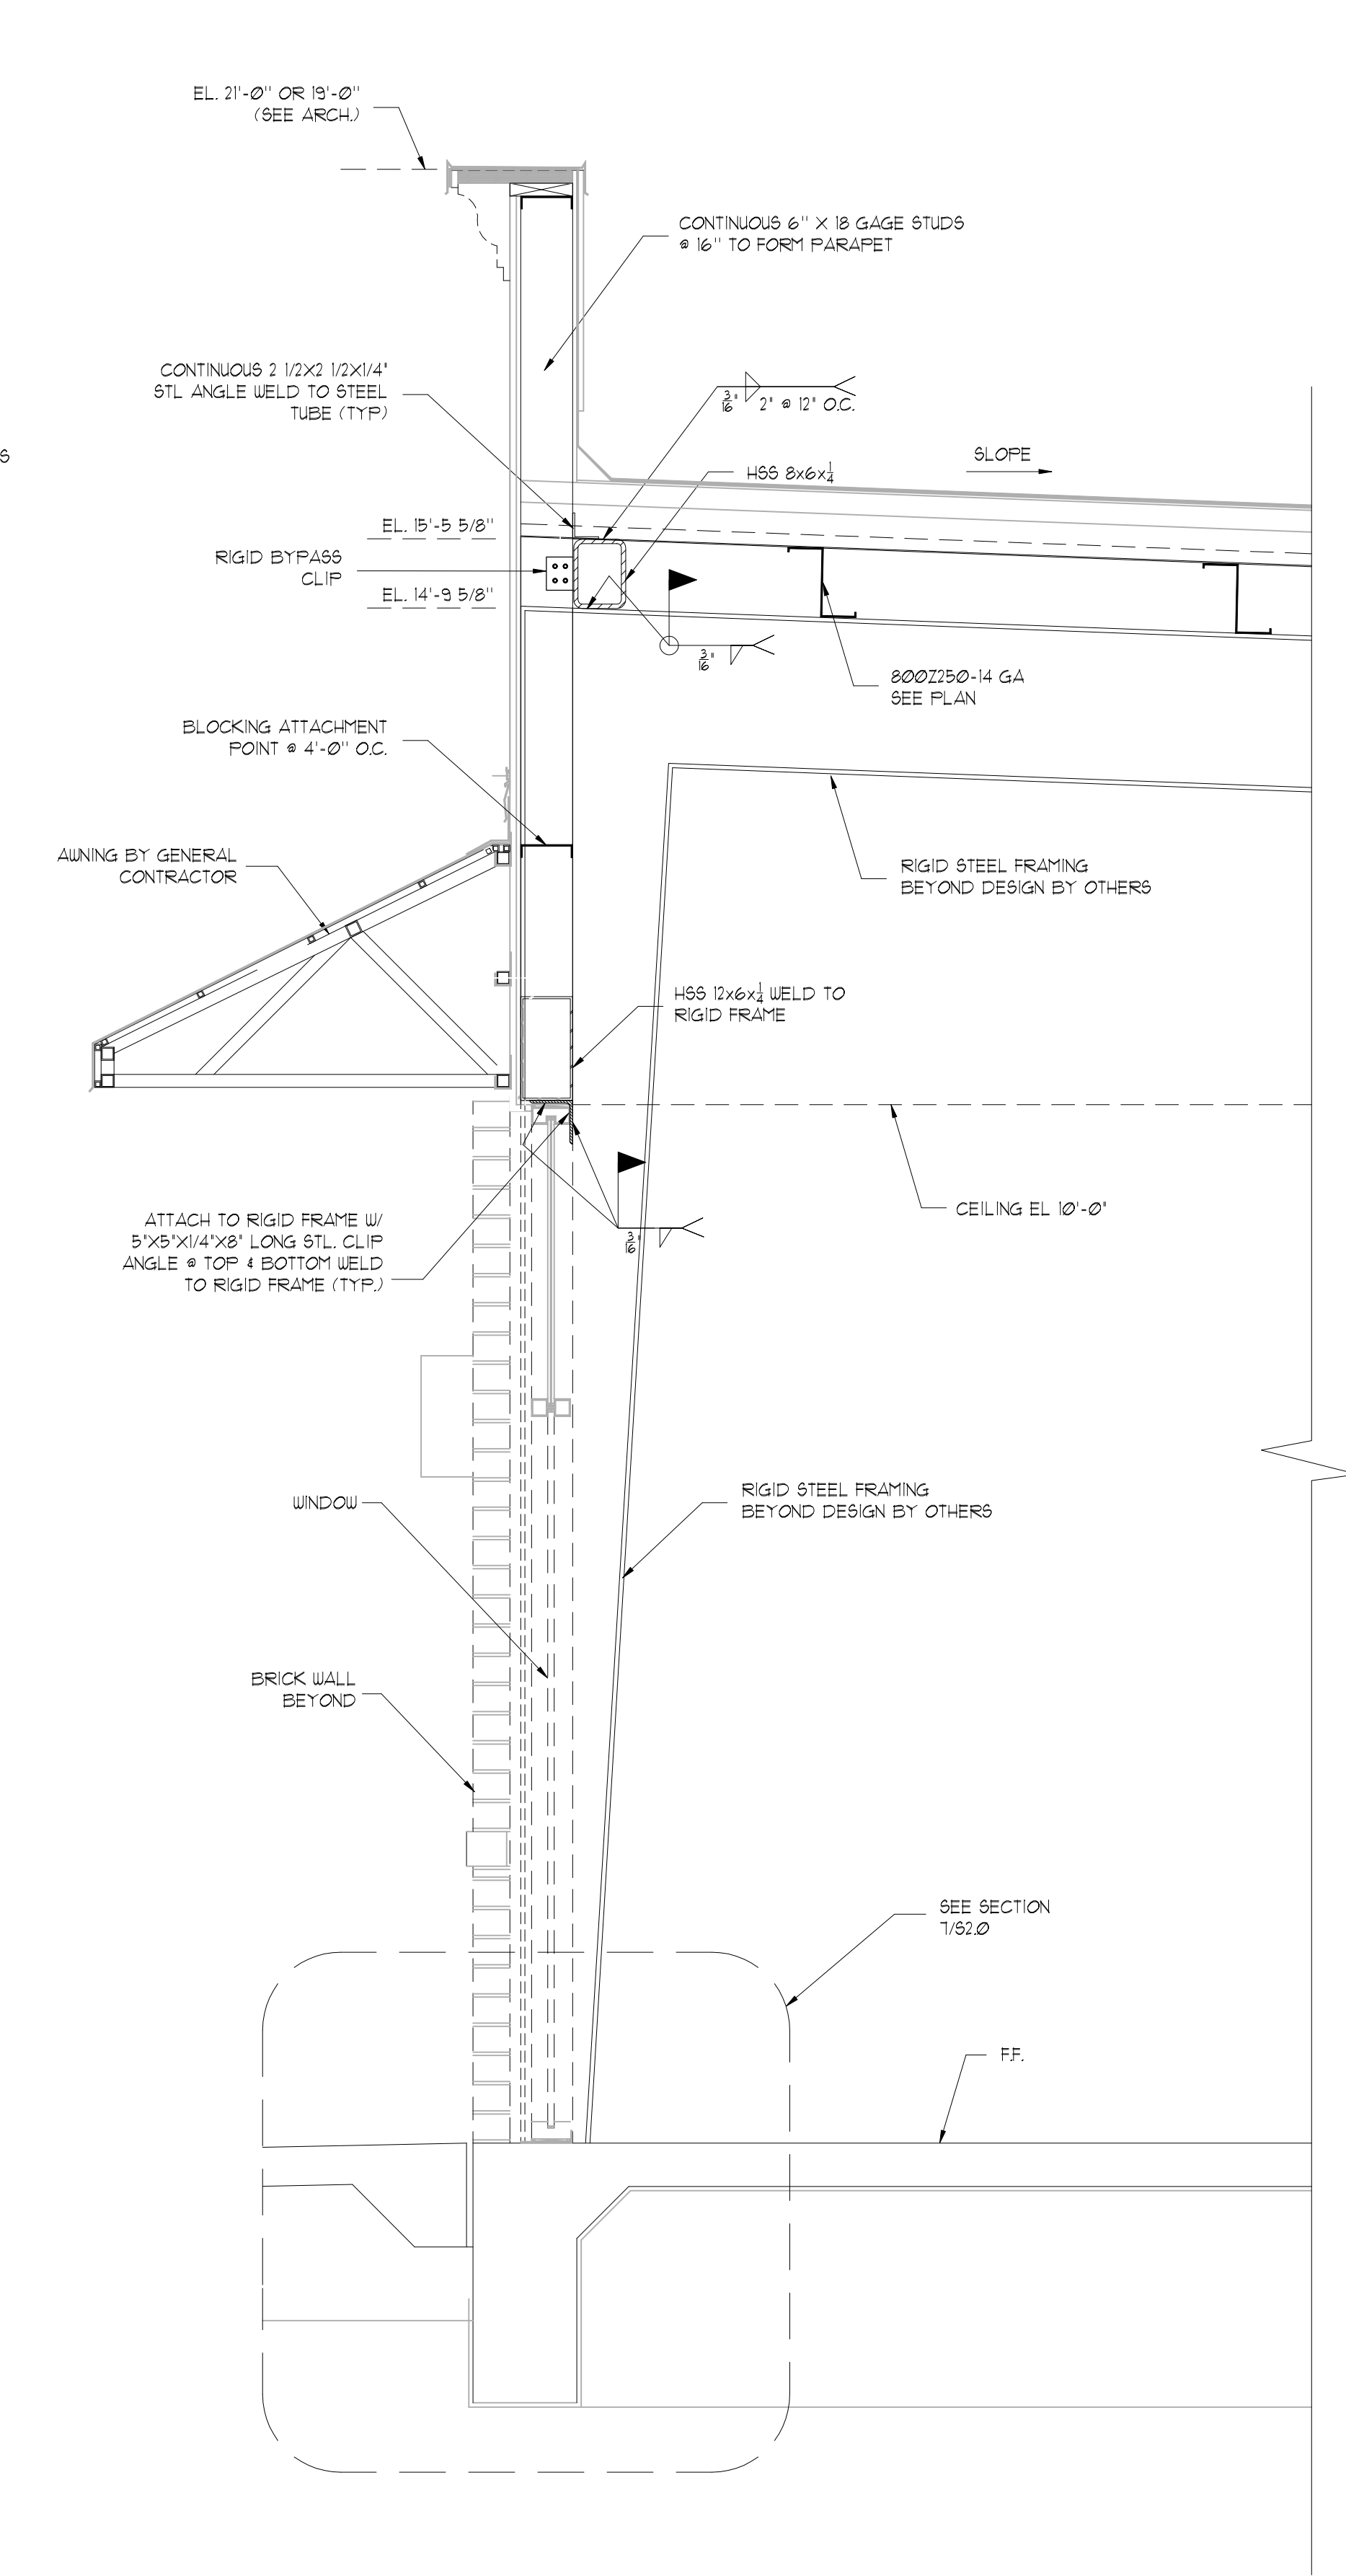 EL. 21'-0" OR 19'-0"
(SEE ARCH.)
CONTINUOUS 6" X 18 GAGE STUDS
@ 16" TO FORM PARAPET
CONTINUOUS 2 1/2X2 1/2X1/4"
STL ANGLE WELD TO STEEL
TUBE (TYP)
3/16" 2" @ 12" O.C.
S
SLOPE
HSS 8x6x1/4
EL. 15'-5 5/8"
RIGID BYPASS
CLIP
EL. 14'-9 5/8"
3/16"
800Z250-14 GA
SEE PLAN
BLOCKING ATTACHMENT
POINT @ 4'-0" O.C.
AWNING BY GENERAL
CONTRACTOR
RIGID STEEL FRAMING
BEYOND DESIGN BY OTHERS
HSS 12x6x1/4 WELD TO
RIGID FRAME
CEILING EL 10'-0"
ATTACH TO RIGID FRAME W/
5"X5"X1/4"X8" LONG STL. CLIP
ANGLE @ TOP & BOTTOM WELD
TO RIGID FRAME (TYP.)
3/16"
WINDOW
RIGID STEEL FRAMING
BEYOND DESIGN BY OTHERS
BRICK WALL
BEYOND
SEE SECTION
7/S2.0
F.F.